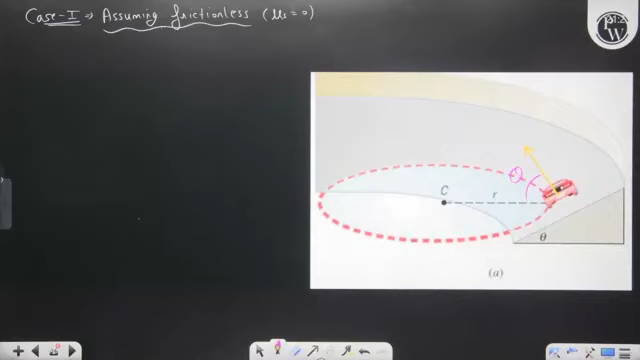 Case-I ⇒ Assuming frictionless (μs=0)
C
r
θ
(a)